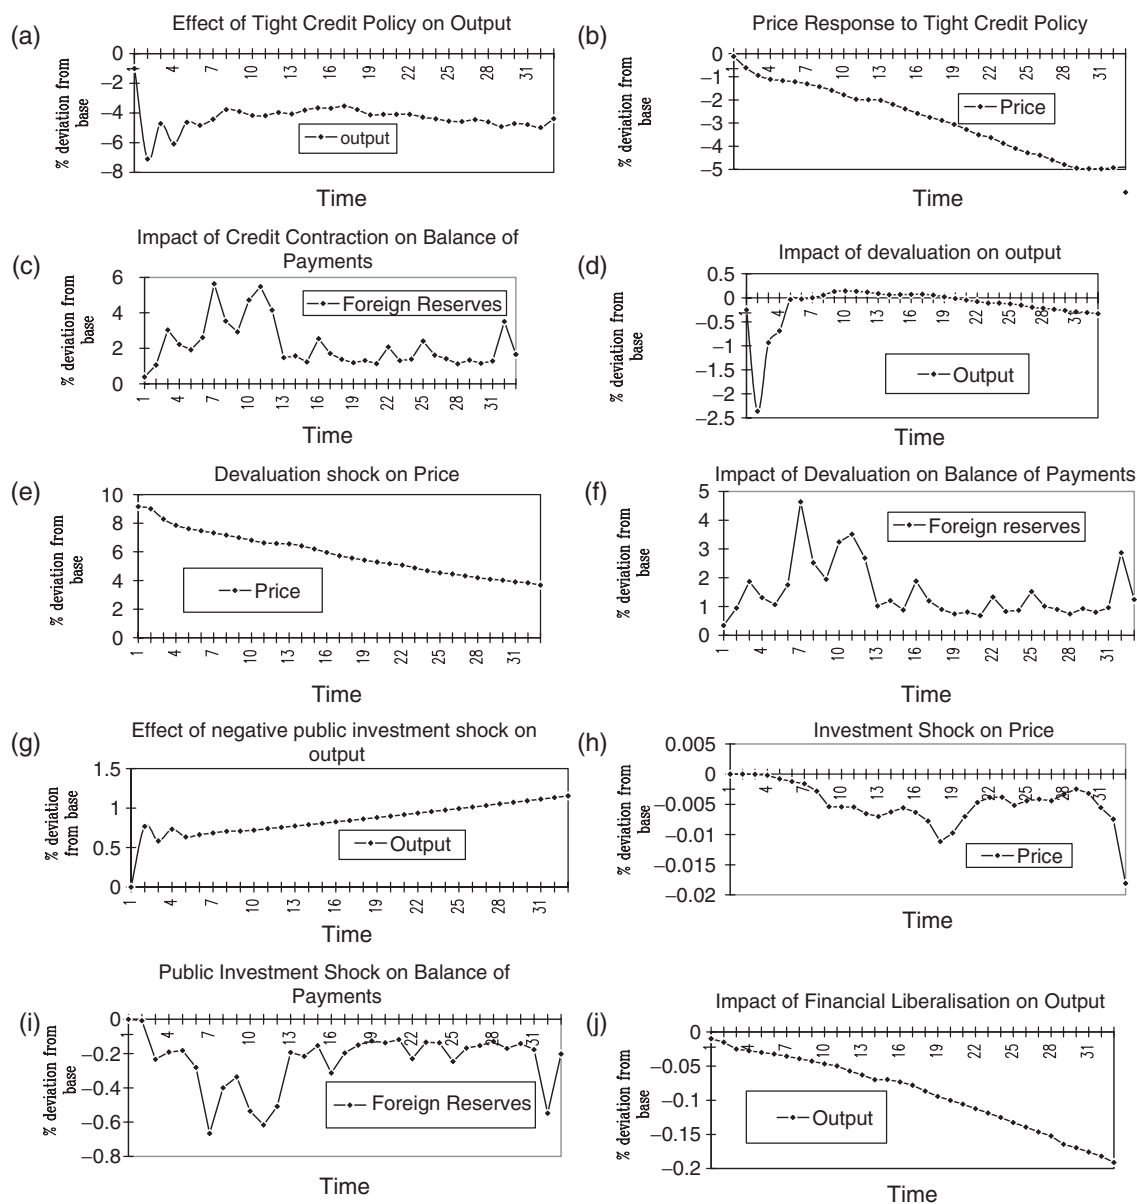 (a)
Effect of Tight Credit Policy on Output
% deviation from
base
0
−2
−4
−6
−8
1 4 7 10 13 16 19 22 25 28 31
output
Time
(b)
Price Response to Tight Credit Policy
% deviation from
base
0
−1
−2
−3
−4
−5
1 4 7 10 13 16 19 22 25 28 31
Price
Time
(c)
Impact of Credit Contraction on Balance of
Payments
% deviation from
base
6
4
2
0
Foreign Reserves
1 4 7 10 13 16 19 22 25 28 31
Time
(d)
Impact of devaluation on output
% deviation from
base
0.5
0
−0.5
−1
−1.5
−2
−2.5
1 4 7 10 13 16 19 22 25 28 31
Output
Time
(e)
Devaluation shock on Price
% deviation from
base
10
8
6
4
2
0
Price
1 4 7 10 13 16 19 22 25 28 31
Time
(f)
Impact of Devaluation on Balance of Payments
% deviation from
base
5
4
3
2
1
0
Foreign reserves
1 4 7 10 13 16 19 22 25 28 31
Time
(g)
Effect of negative public investment shock on
output
% deviation
from base
1.5
1
0.5
0
Output
1 4 7 10 13 16 19 22 25 28 31
Time
(h)
Investment Shock on Price
% deviation from
base
0.005
0
−0.005
−0.01
−0.015
−0.02
1 4 7 10 13 16 19 22 25 28 31
Price
Time
(i)
Public Investment Shock on Balance of
Payments
% deviation from
base
0
−0.2
−0.4
−0.6
−0.8
1 4 7 10 13 16 19 22 25 28 31
Foreign Reserves
Time
(j)
Impact of Financial Liberalisation on Output
% deviation from
base
0
−0.05
−0.1
−0.15
−0.2
1 4 7 10 13 16 19 22 25 28 31
Output
Time